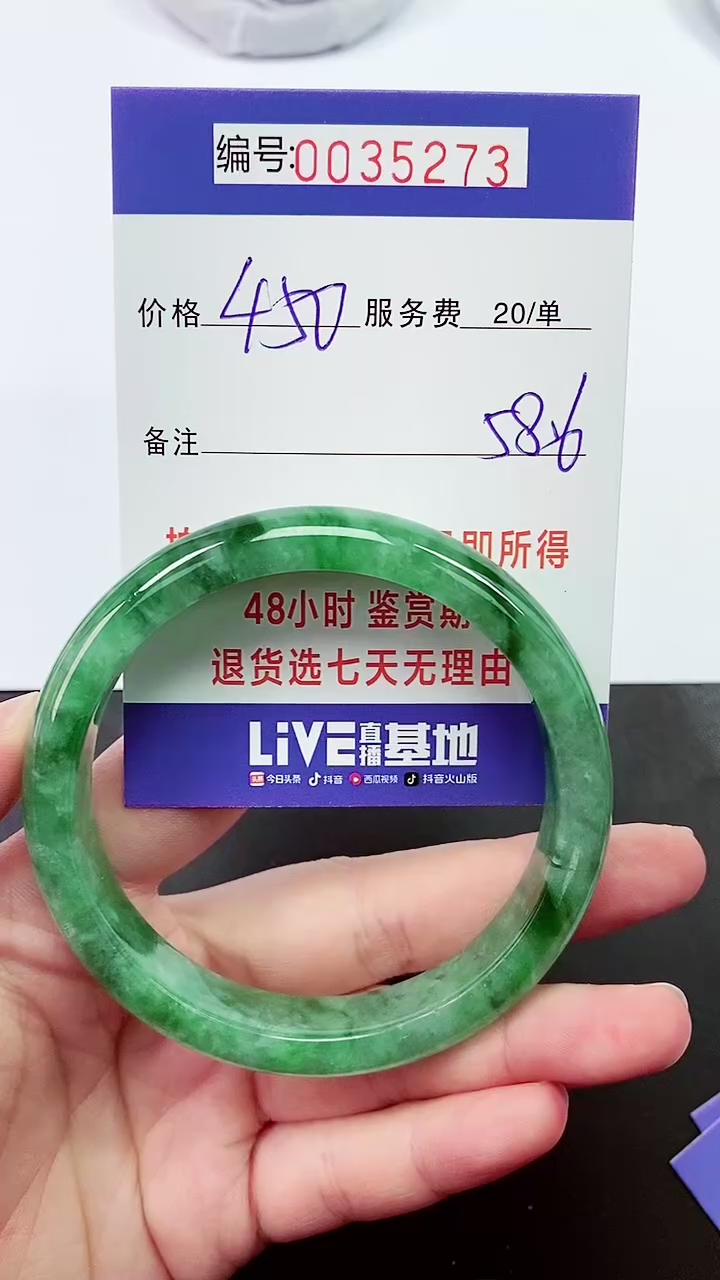 编号:0035273
价格 450 服务费 20/单
备注 58.6
即所得
48小时 鉴赏期
退货选七天无理由
LiVE直播基地
今日头条 抖音 西瓜视频 抖音火山版